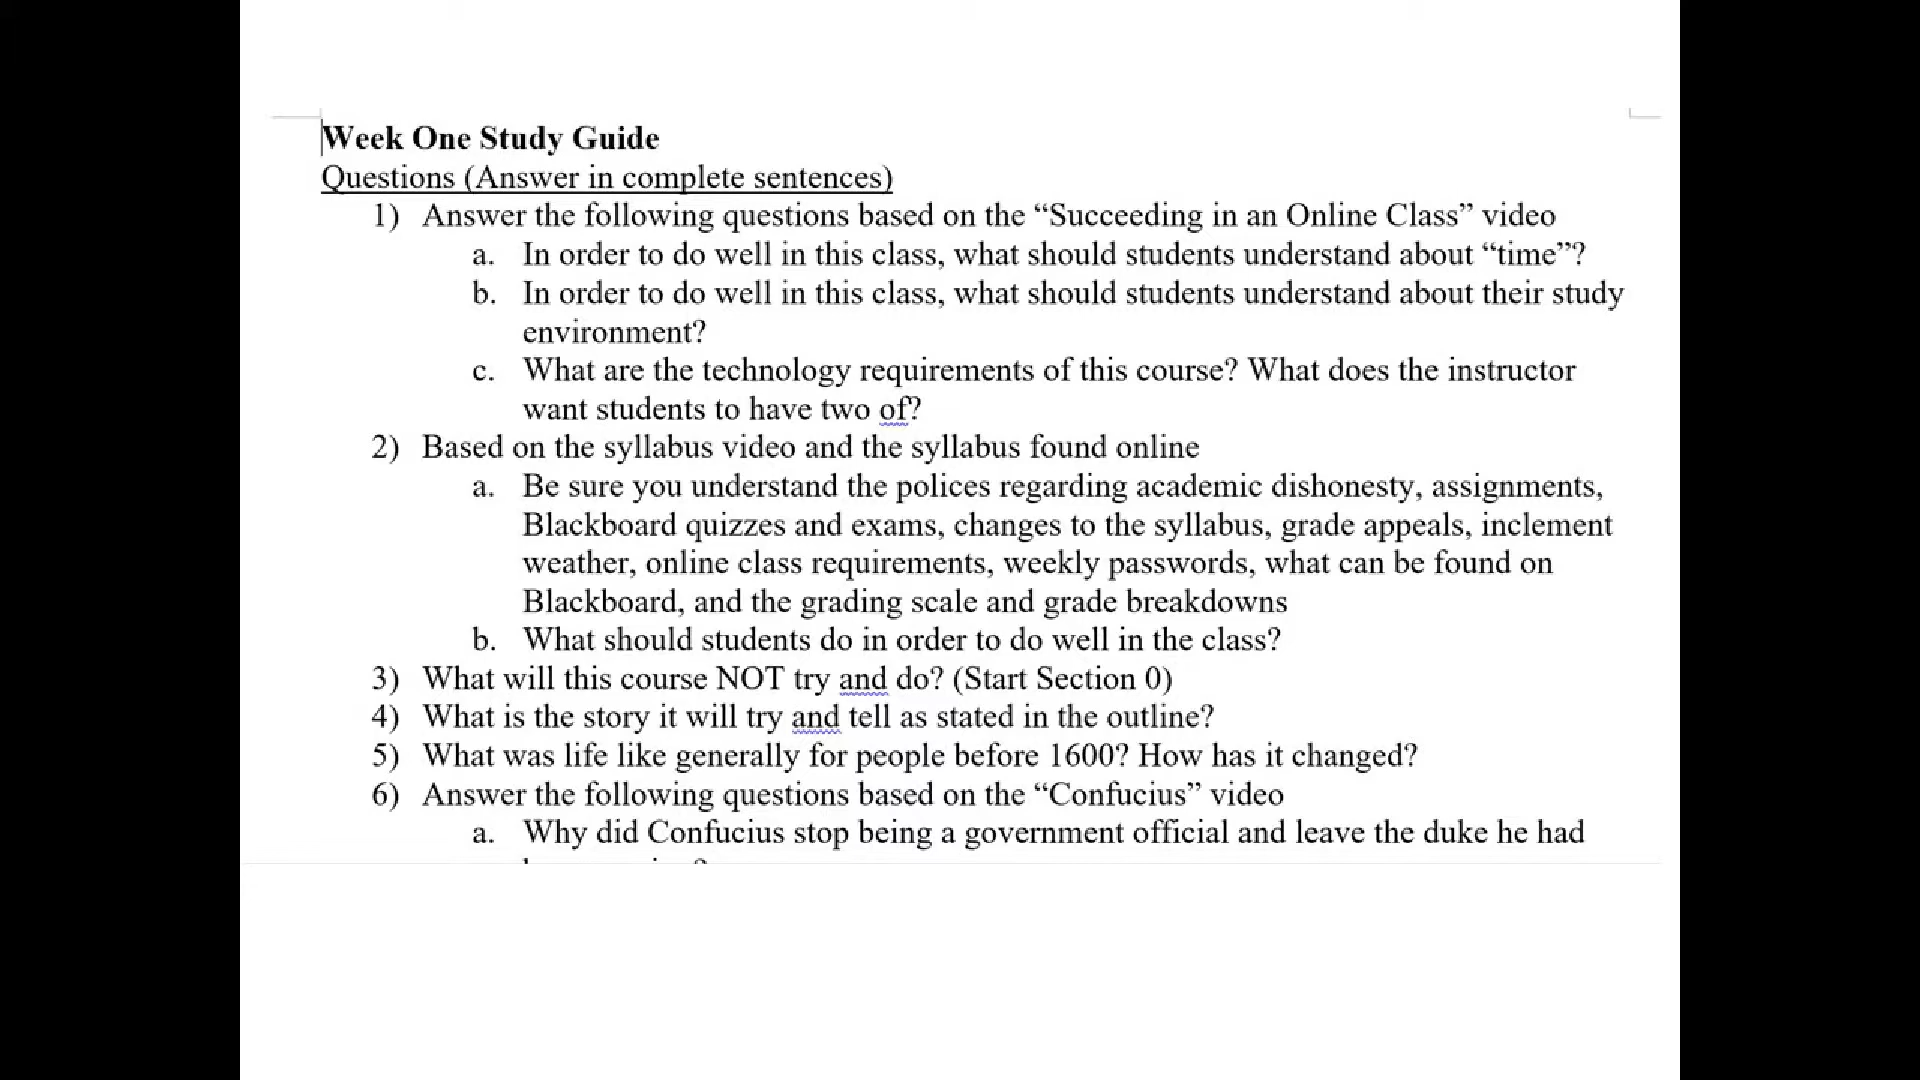 Week One Study Guide
Questions (Answer in complete sentences)
1) Answer the following questions based on the “Succeeding in an Online Class” video
a. In order to do well in this class, what should students understand about “time”?
b. In order to do well in this class, what should students understand about their study
environment?
c. What are the technology requirements of this course? What does the instructor
want students to have two of?
2) Based on the syllabus video and the syllabus found online
a. Be sure you understand the polices regarding academic dishonesty, assignments,
Blackboard quizzes and exams, changes to the syllabus, grade appeals, inclement
weather, online class requirements, weekly passwords, what can be found on
Blackboard, and the grading scale and grade breakdowns
b. What should students do in order to do well in the class?
3) What will this course NOT try and do? (Start Section 0)
4) What is the story it will try and tell as stated in the outline?
5) What was life like generally for people before 1600? How has it changed?
6) Answer the following questions based on the “Confucius” video
a. Why did Confucius stop being a government official and leave the duke he had